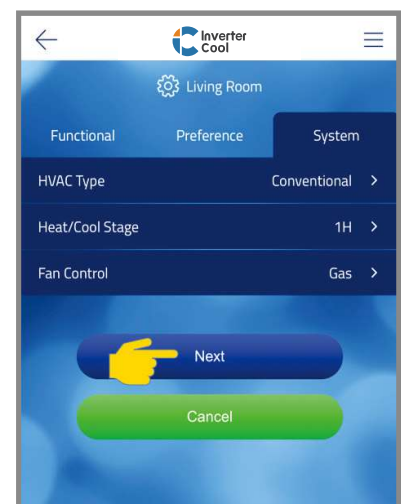 Inverter
Cool
Living Room
Functional Preference System
HVAC Type Conventional >
Heat/Cool Stage 1H >
Fan Control Gas >
Next
Cancel